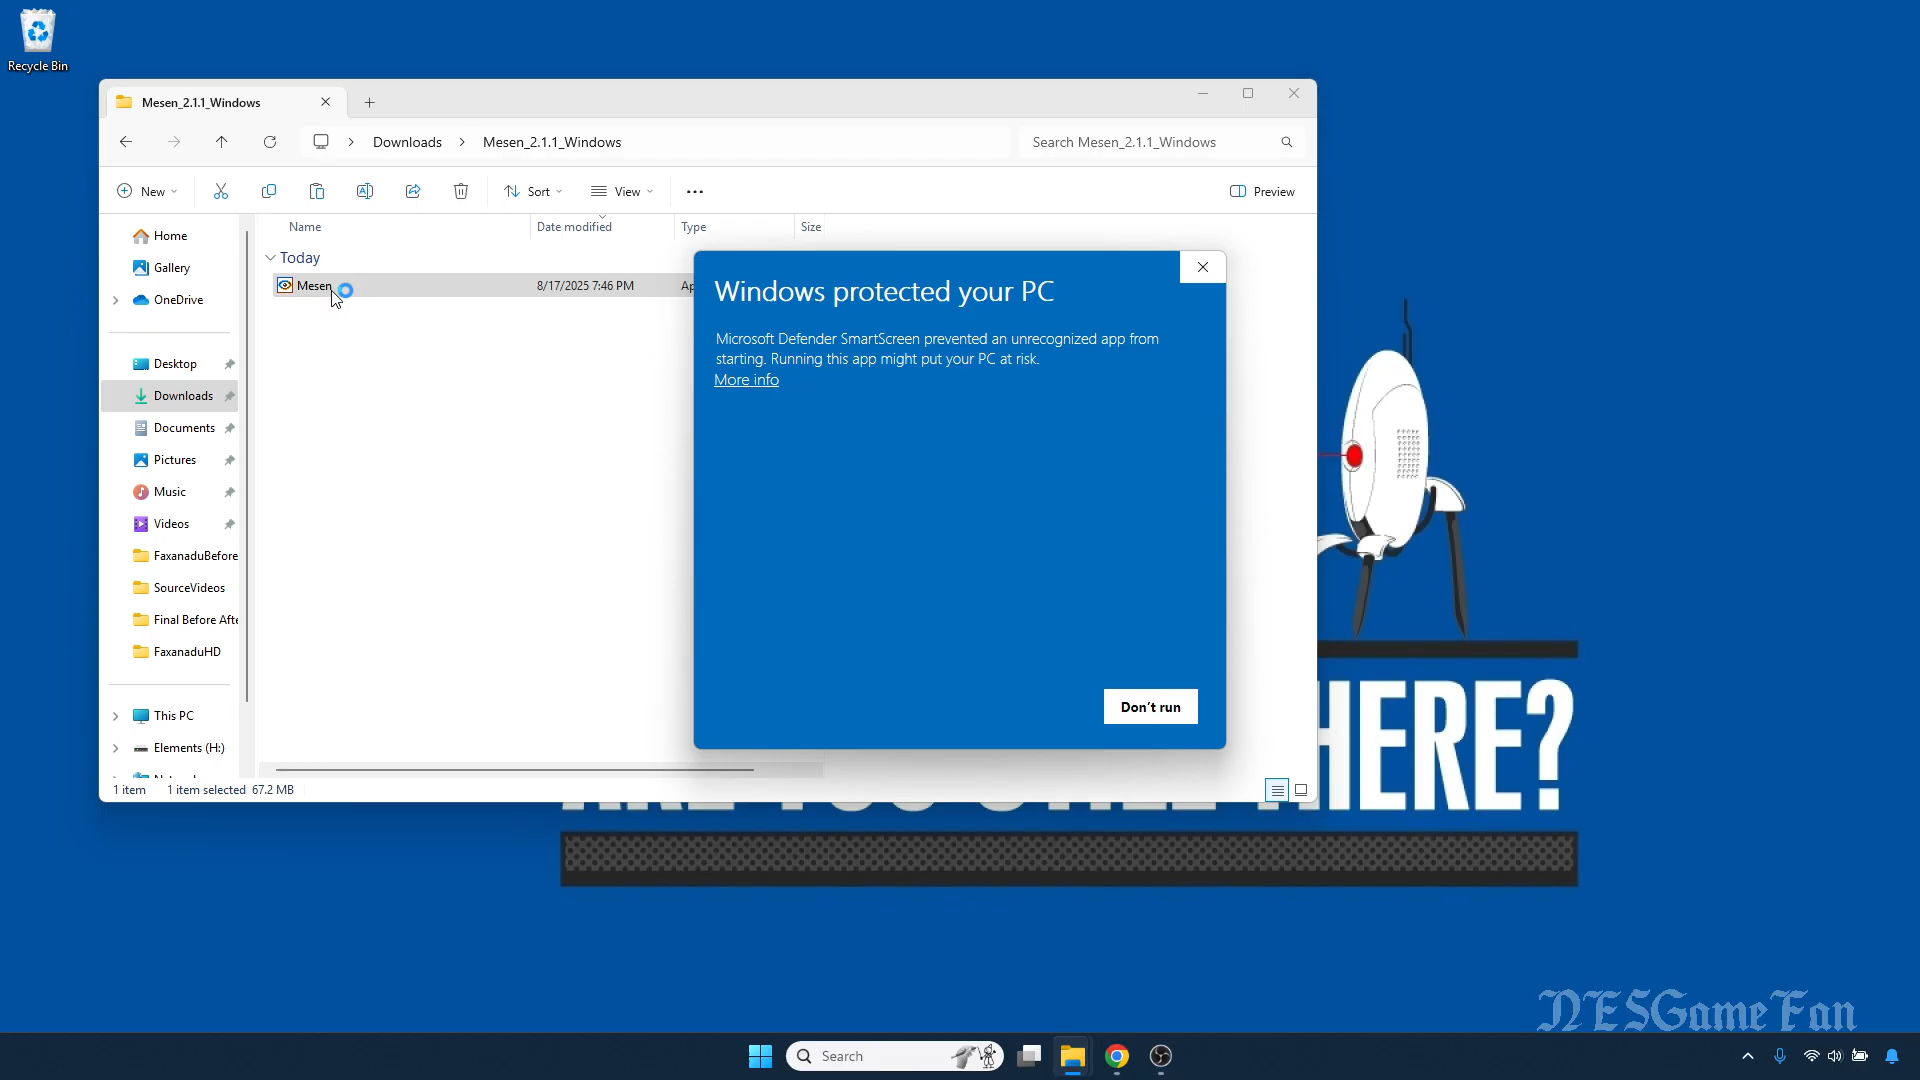 Recycle Bin
Mesen_2.1.1_Windows
Downloads
Mesen_2.1.1_Windows
Search Mesen_2.1.1_Windows
New
Sort
View
Preview
Name
Date modified
Type
Size
Home
Gallery
OneDrive
Desktop
Downloads
Documents
Pictures
Music
Videos
FaxanaduBefore
SourceVideos
Final Before Afte
FaxanaduHD
This PC
Elements (H:)
Today
Mesen
8/17/2025 7:46 PM
Ap
Windows protected your PC
Microsoft Defender SmartScreen prevented an unrecognized app from
starting. Running this app might put your PC at risk.
More info
Don't run
1 item
1 item selected 67.2 MB
HERE?
NESGameFan
Search